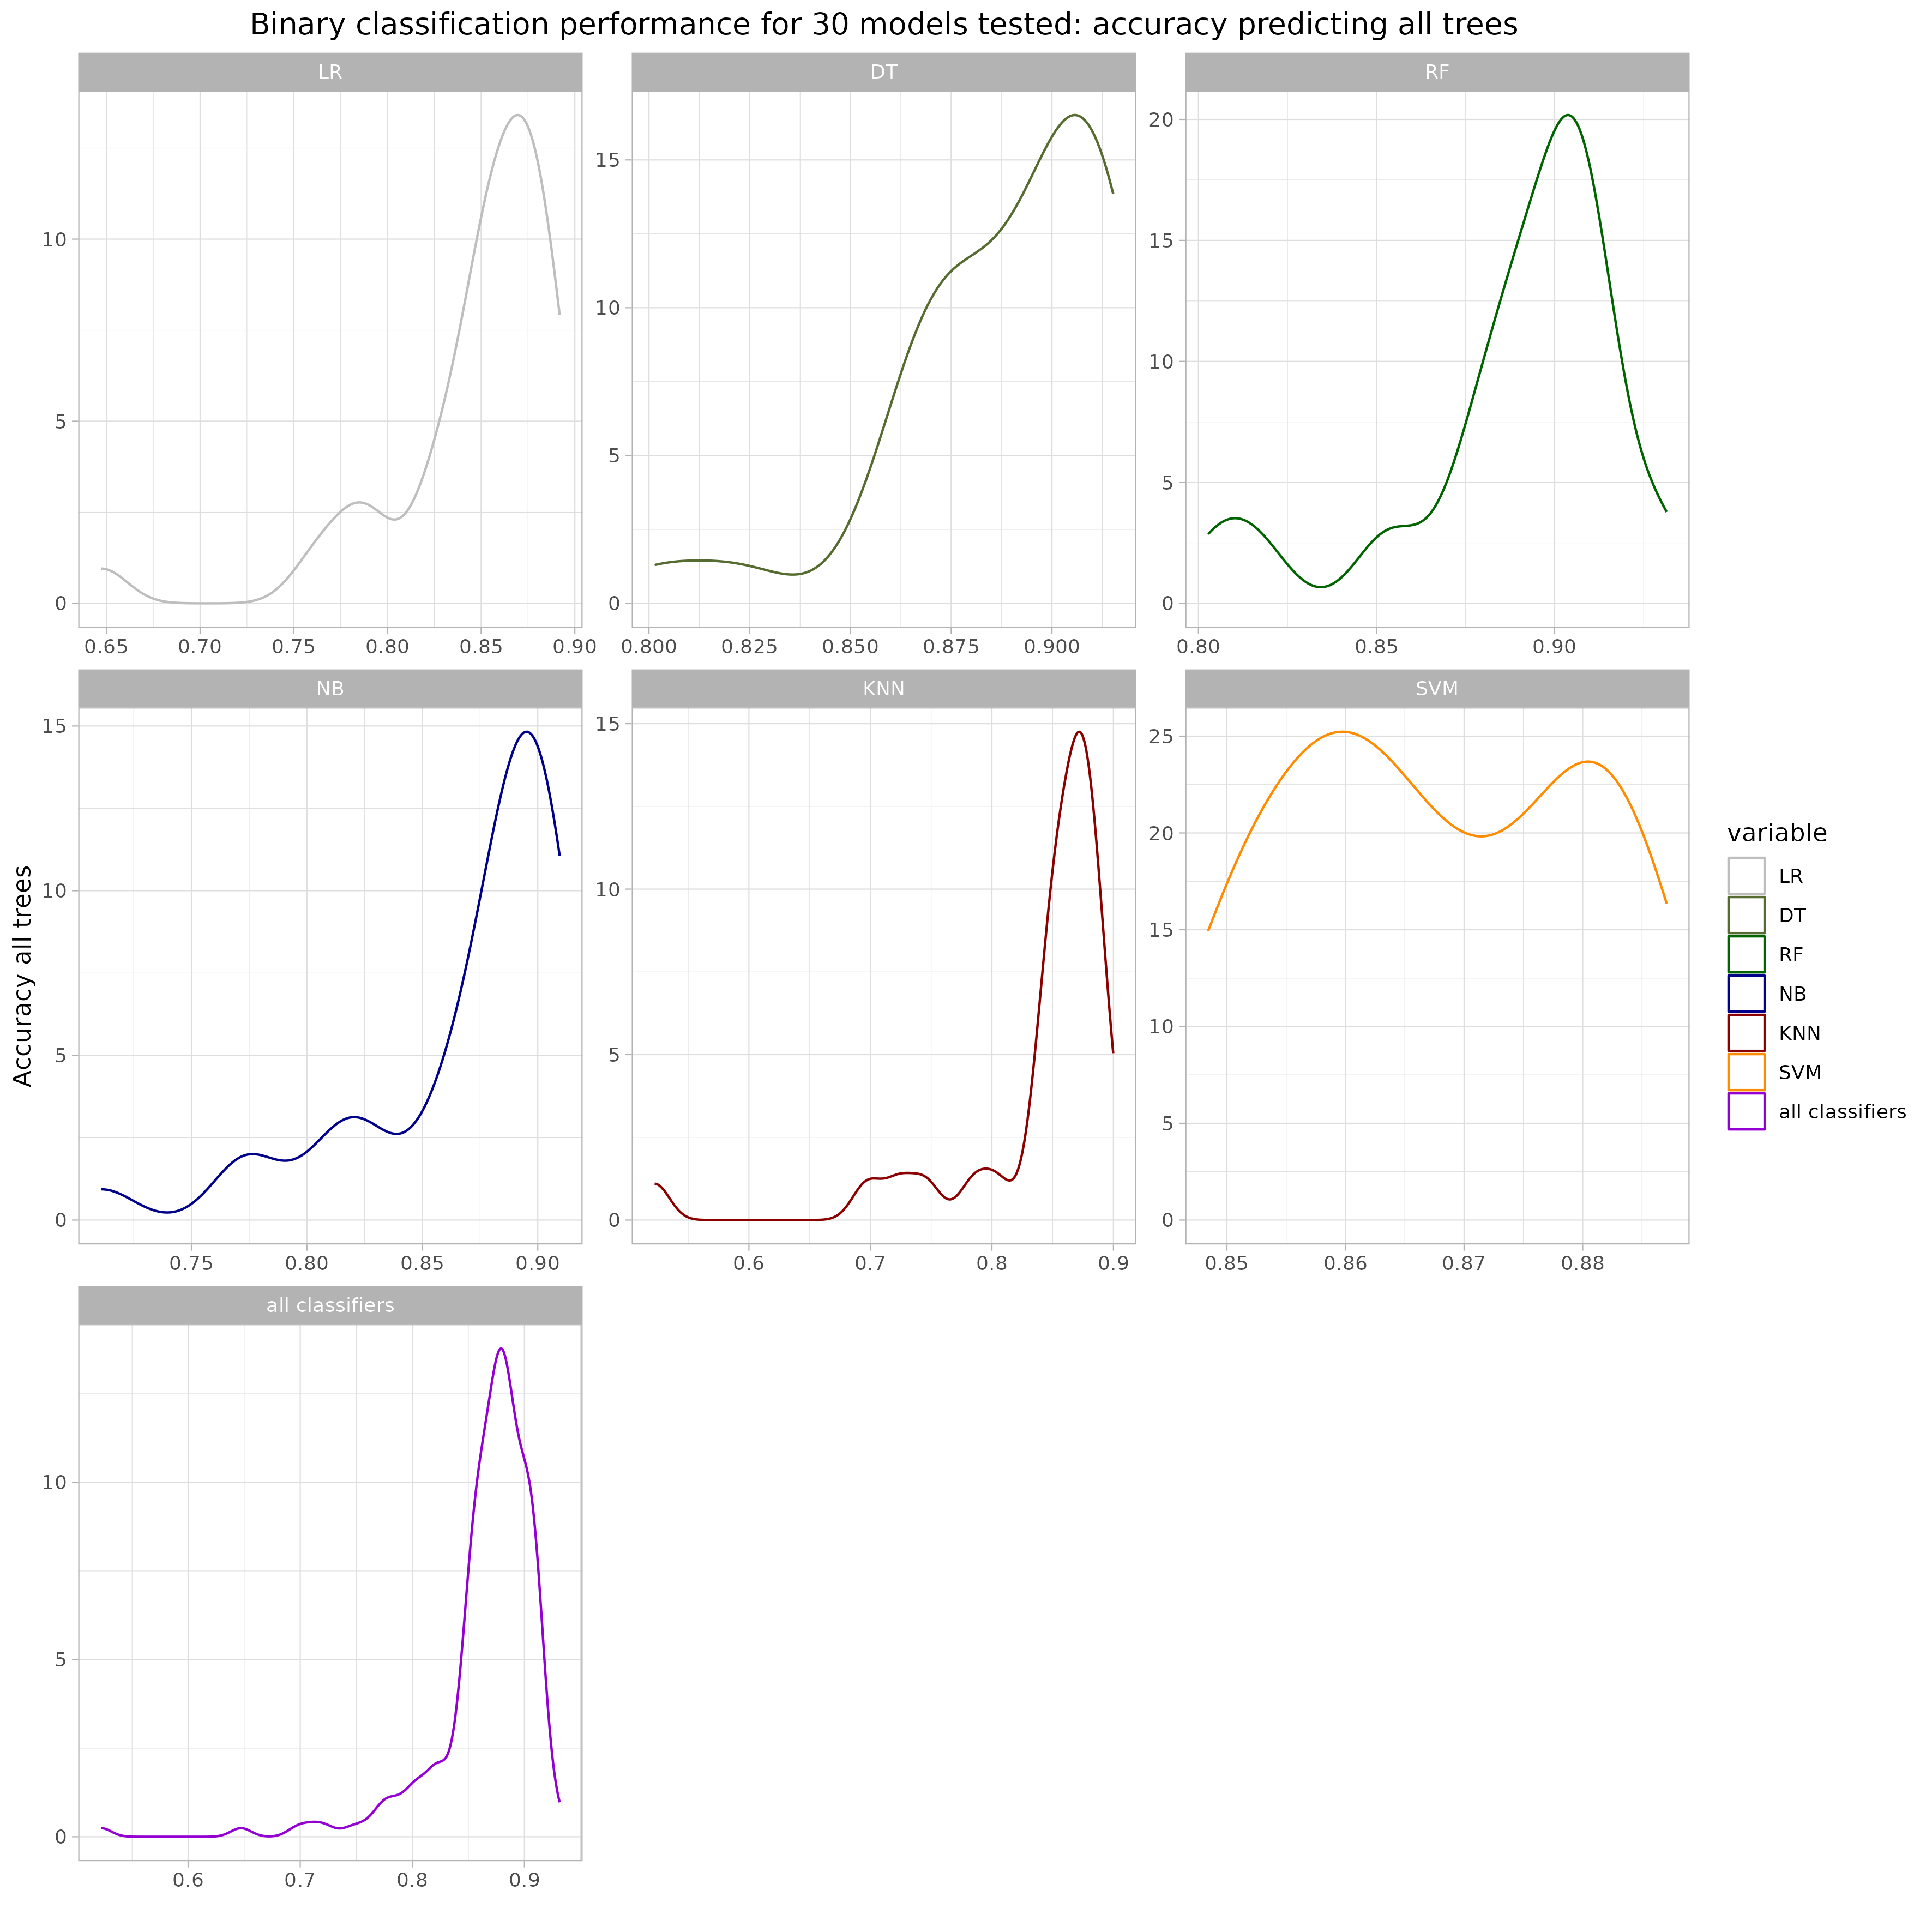 Binary classification performance for 30 models tested: accuracy predicting all trees
LR
DT
RF
10
5
0
0.65 0.70 0.75 0.80 0.85 0.90
15
10
5
0
0.800 0.825 0.850 0.875 0.900
20
15
10
5
0
0.80 0.85 0.90
NB
KNN
SVM
Accuracy all trees
15
10
5
0
0.75 0.80 0.85 0.90
15
10
5
0
0.6 0.7 0.8 0.9
25
20
15
10
5
0
0.85 0.86 0.87 0.88
all classifiers
10
5
0
0.6 0.7 0.8 0.9
variable
LR
DT
RF
NB
KNN
SVM
all classifiers